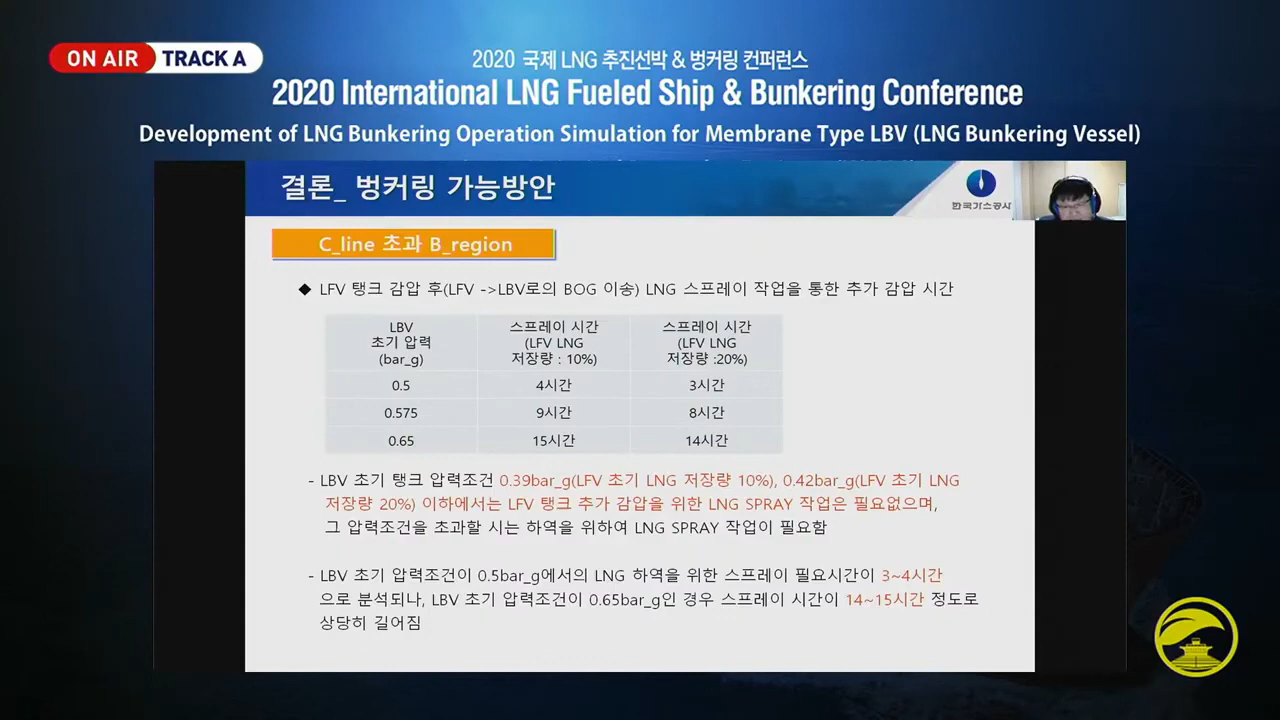 ON AIR TRACK A
2020 국제 LNG 추진선박 & 벙커링 컨퍼런스
2020 International LNG Fueled Ship & Bunkering Conference
Development of LNG Bunkering Operation Simulation for Membrane Type LBV (LNG Bunkering Vessel)
결론_ 벙커링 가능방안
한국가스공사
C_line 초과 B_region
◆ LFV 탱크 감압 후(LFV ->LBV로의 BOG 이송) LNG 스프레이 작업을 통한 추가 감압 시간
LBV 초기 압력 (bar_g) 스프레이 시간 (LFV LNG 저장량 : 10%) 스프레이 시간 (LFV LNG 저장량 :20%)
0.5 4시간 3시간
0.575 9시간 8시간
0.65 15시간 14시간
- LBV 초기 탱크 압력조건 0.39bar_g(LFV 초기 LNG 저장량 10%), 0.42bar_g(LFV 초기 LNG
저장량 20%) 이하에서는 LFV 탱크 추가 감압을 위한 LNG SPRAY 작업은 필요없으며,
그 압력조건을 초과할 시는 하역을 위하여 LNG SPRAY 작업이 필요함
- LBV 초기 압력조건이 0.5bar_g에서의 LNG 하역을 위한 스프레이 필요시간이 3~4시간
으로 분석되나, LBV 초기 압력조건이 0.65bar_g인 경우 스프레이 시간이 14~15시간 정도로
상당히 길어짐